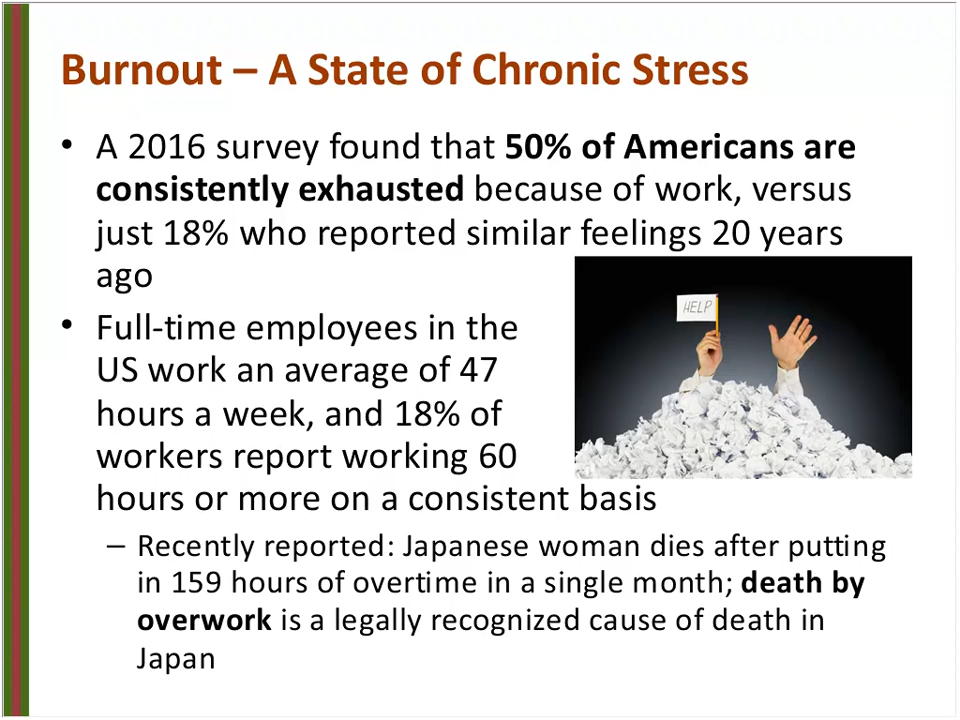 Burnout – A State of Chronic Stress
• A 2016 survey found that 50% of Americans are
consistently exhausted because of work, versus
just 18% who reported similar feelings 20 years
ago
HELP
• Full-time employees in the
US work an average of 47
hours a week, and 18% of
workers report working 60
hours or more on a consistent basis
– Recently reported: Japanese woman dies after putting
in 159 hours of overtime in a single month; death by
overwork is a legally recognized cause of death in
Japan